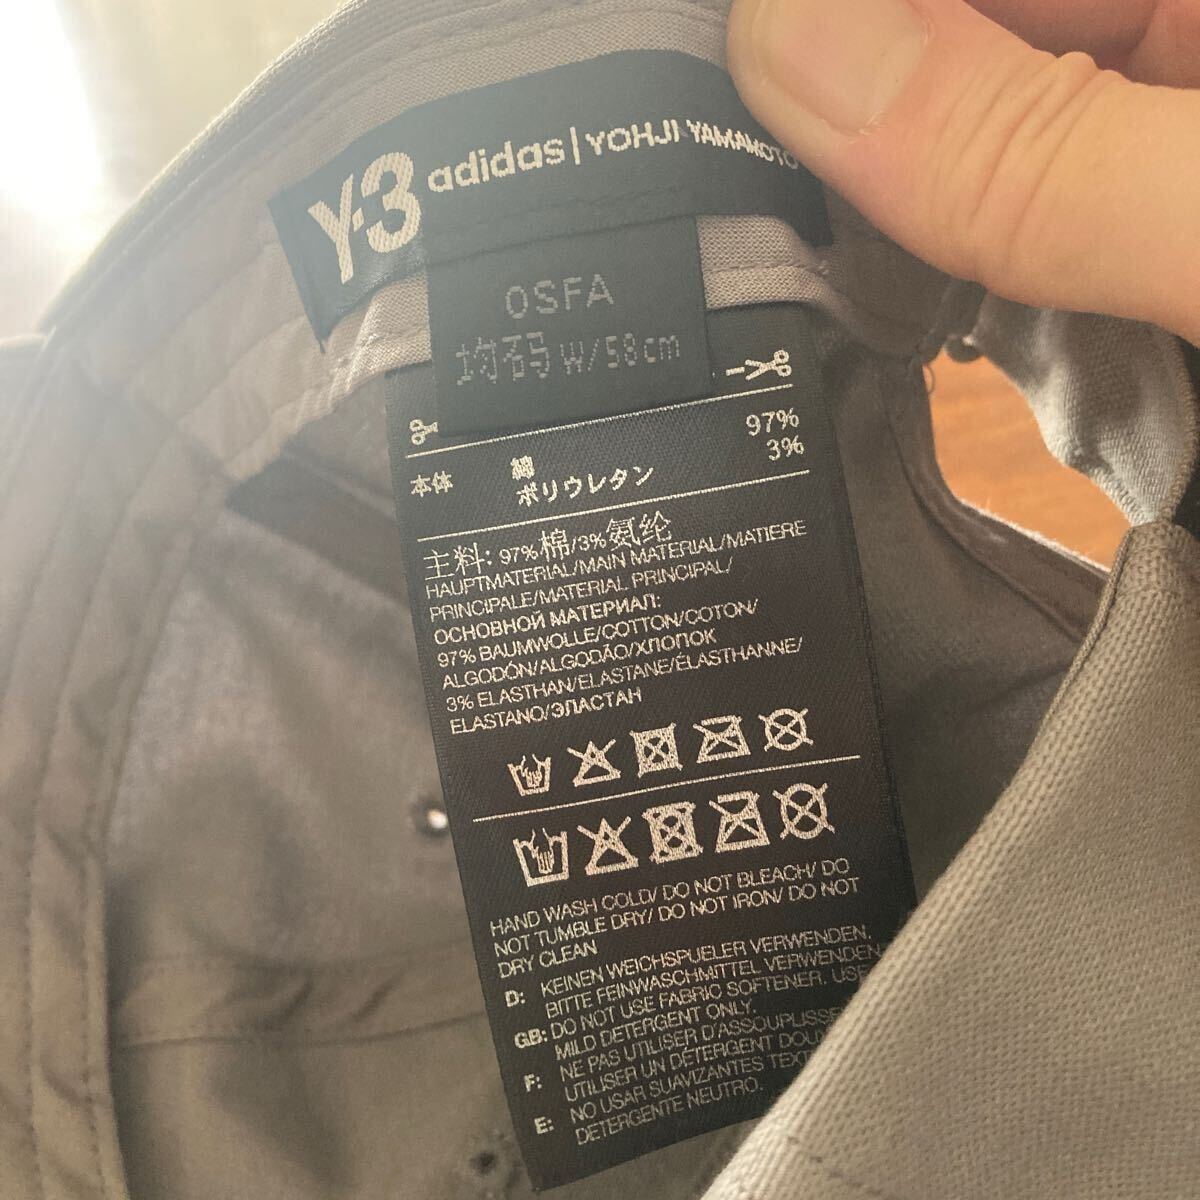 Y-3 adidas | YOHJI YAMAMOTO
OSFA
均码 W/58cm
本体 綿 97%
ポリウレタン 3%
主料: 97%棉/3%氨纶
HAUPTMATERIAL/MAIN MATERIAL/MATIERE
PRINCIPALE/MATERIAL PRINCIPAL/
ОСНОВНОЙ МАТЕРИАЛ:
97% BAUMWOLLE/COTTON/COTON/
ALGODÓN/ALGODÃO/ХЛОПОК
3% ELASTHAN/ELASTANE/ÉLASTHANNE/
ELASTANO/ЭЛАСТАН
HAND WASH COLD/ DO NOT BLEACH/ DO
NOT TUMBLE DRY/ DO NOT IRON/ DO NOT
DRY CLEAN
D: KEINEN WEICHSPUELER VERWENDEN.
BITTE FEINWASCHMITTEL VERWENDEN
GB: DO NOT USE FABRIC SOFTENER. USE
MILD DETERGENT ONLY.
F: NE PAS UTILISER D'ASSOUPLISSE
UTILISER UN DÉTERGENT DOU
E: NO USAR SUAVIZANTES TEXT
DETERGENTE NEUTRO.